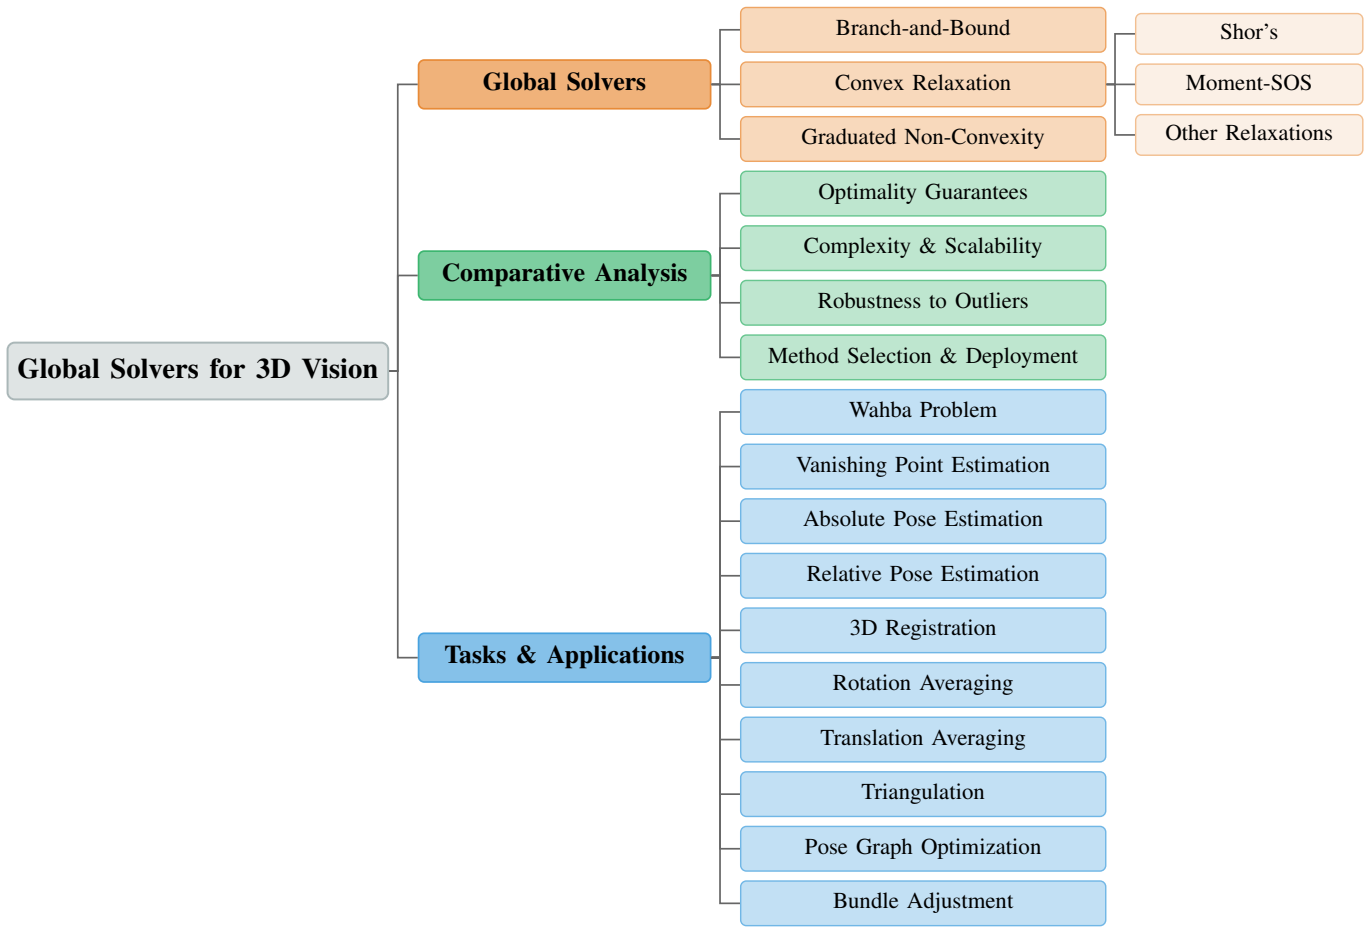 Global Solvers for 3D Vision
Global Solvers
Branch-and-Bound
Convex Relaxation
Shor's
Moment-SOS
Other Relaxations
Graduated Non-Convexity
Comparative Analysis
Optimality Guarantees
Complexity & Scalability
Robustness to Outliers
Method Selection & Deployment
Tasks & Applications
Wahba Problem
Vanishing Point Estimation
Absolute Pose Estimation
Relative Pose Estimation
3D Registration
Rotation Averaging
Translation Averaging
Triangulation
Pose Graph Optimization
Bundle Adjustment